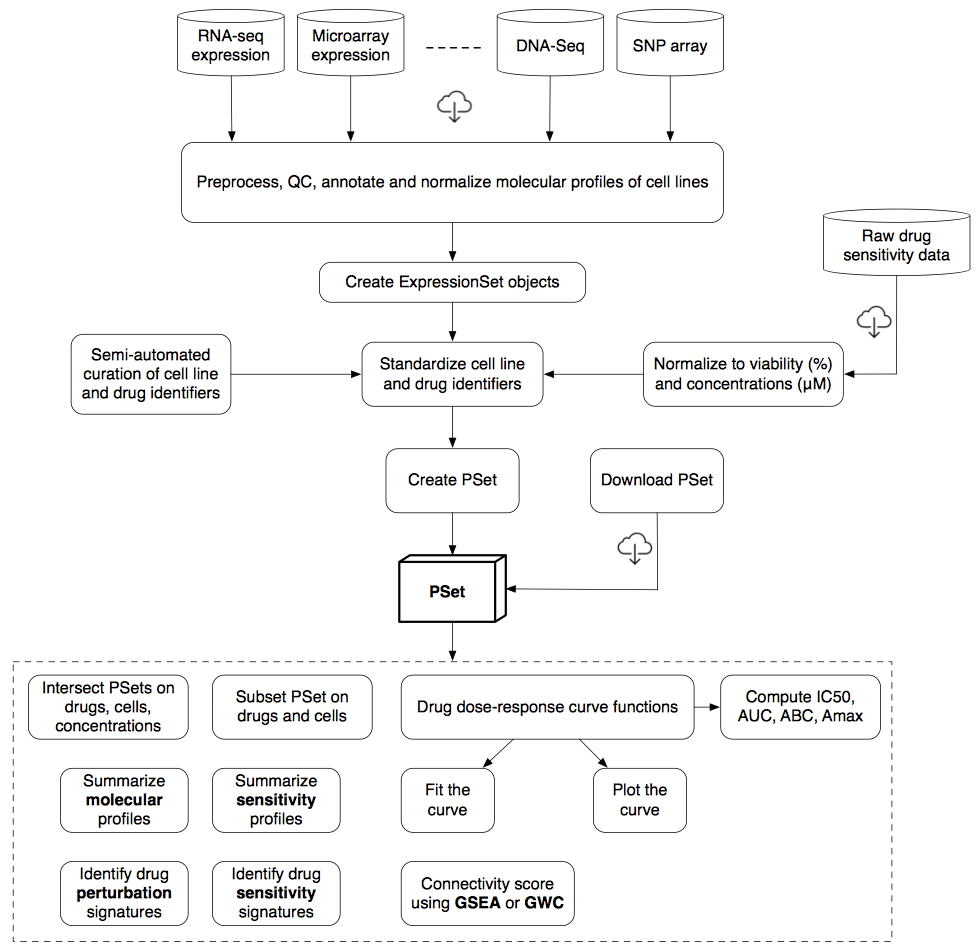 RNA-seq
expression
Microarray
expression
DNA-Seq
SNP array
Preprocess, QC, annotate and normalize molecular profiles of cell lines
Raw drug
sensitivity data
Create ExpressionSet objects
Semi-automated
curation of cell line
and drug identifiers
Standardize cell line
and drug identifiers
Normalize to viability (%)
and concentrations (µM)
Create PSet
Download PSet
PSet
Intersect PSets on
drugs, cells,
concentrations
Subset PSet on
drugs and cells
Drug dose-response curve functions
Compute IC50,
AUC, ABC, Amax
Summarize
molecular
profiles
Summarize
sensitivity
profiles
Fit the
curve
Plot the
curve
Identify drug
perturbation
signatures
Identify drug
sensitivity
signatures
Connectivity score
using GSEA or GWC